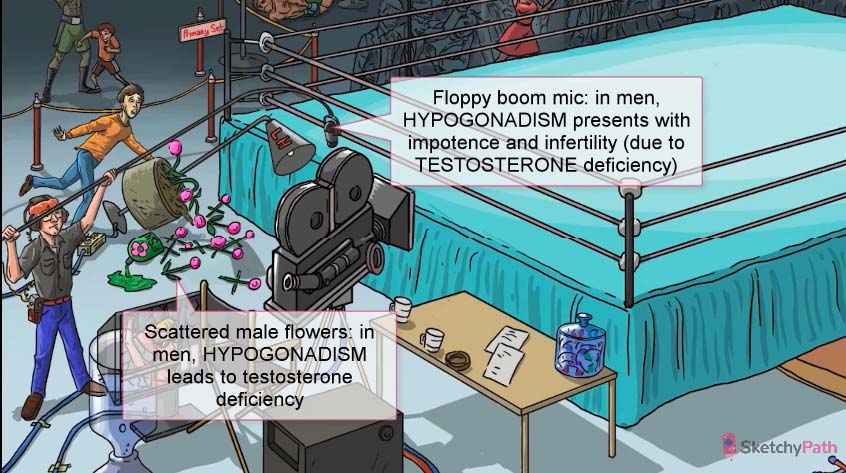 Primary Set
Floppy boom mic: in men,
HYPOGONADISM presents with
impotence and infertility (due to
TESTOSTERONE deficiency)
Scattered male flowers: in
men, HYPOGONADISM
leads to testosterone
deficiency
SketchyPath